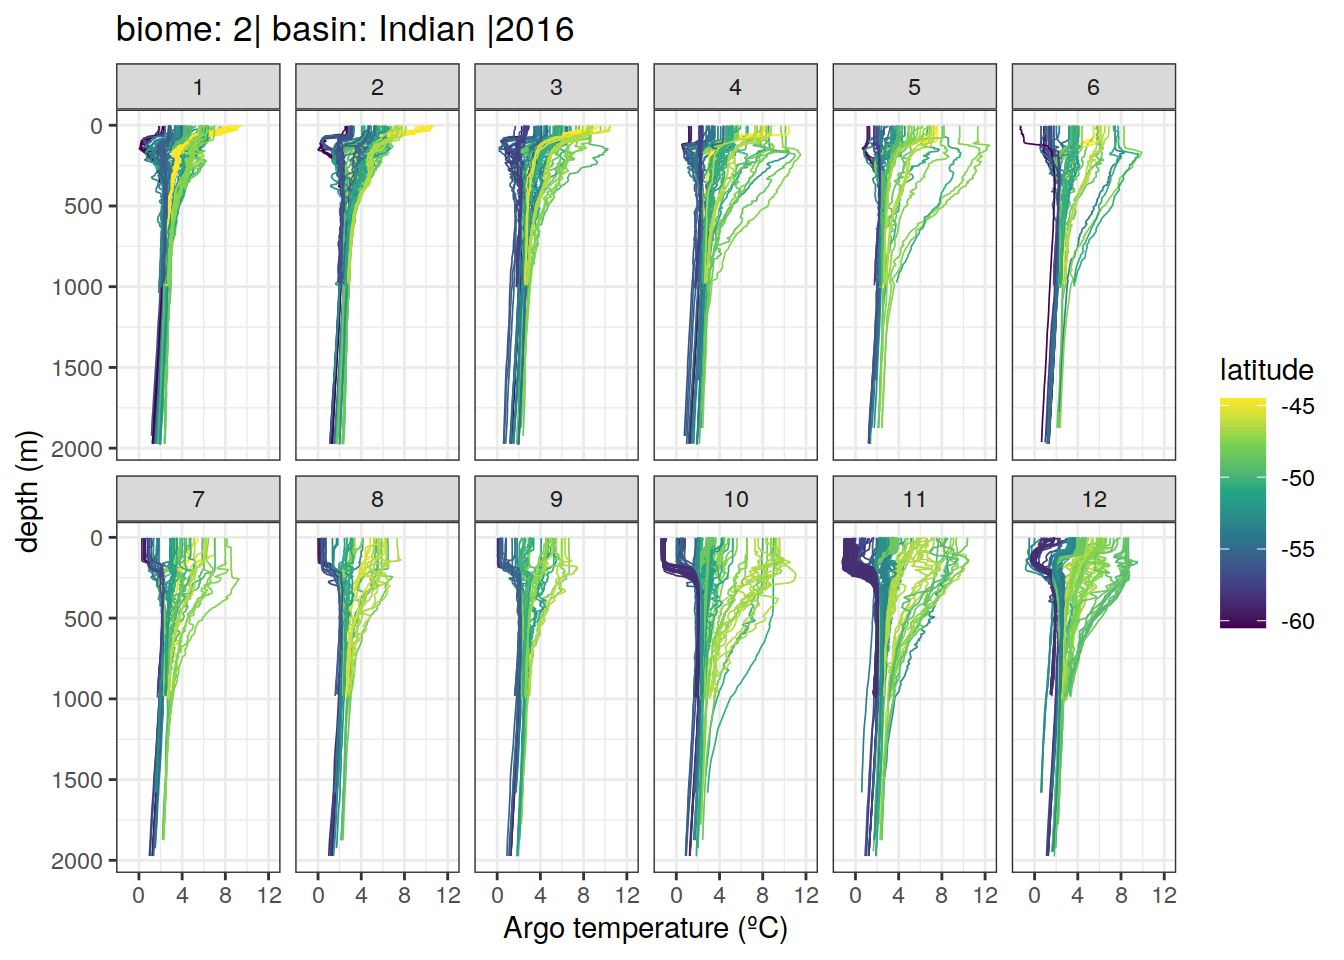 biome: 2| basin: Indian |2016
1 2 3 4 5 6
0
500
1000
1500
2000
7 8 9 10 11 12
0
500
1000
1500
2000
0 4 8 12 0 4 8 12 0 4 8 12 0 4 8 12 0 4 8 12 0 4 8 12
Argo temperature (ºC)
depth (m)
latitude
-45
-50
-55
-60